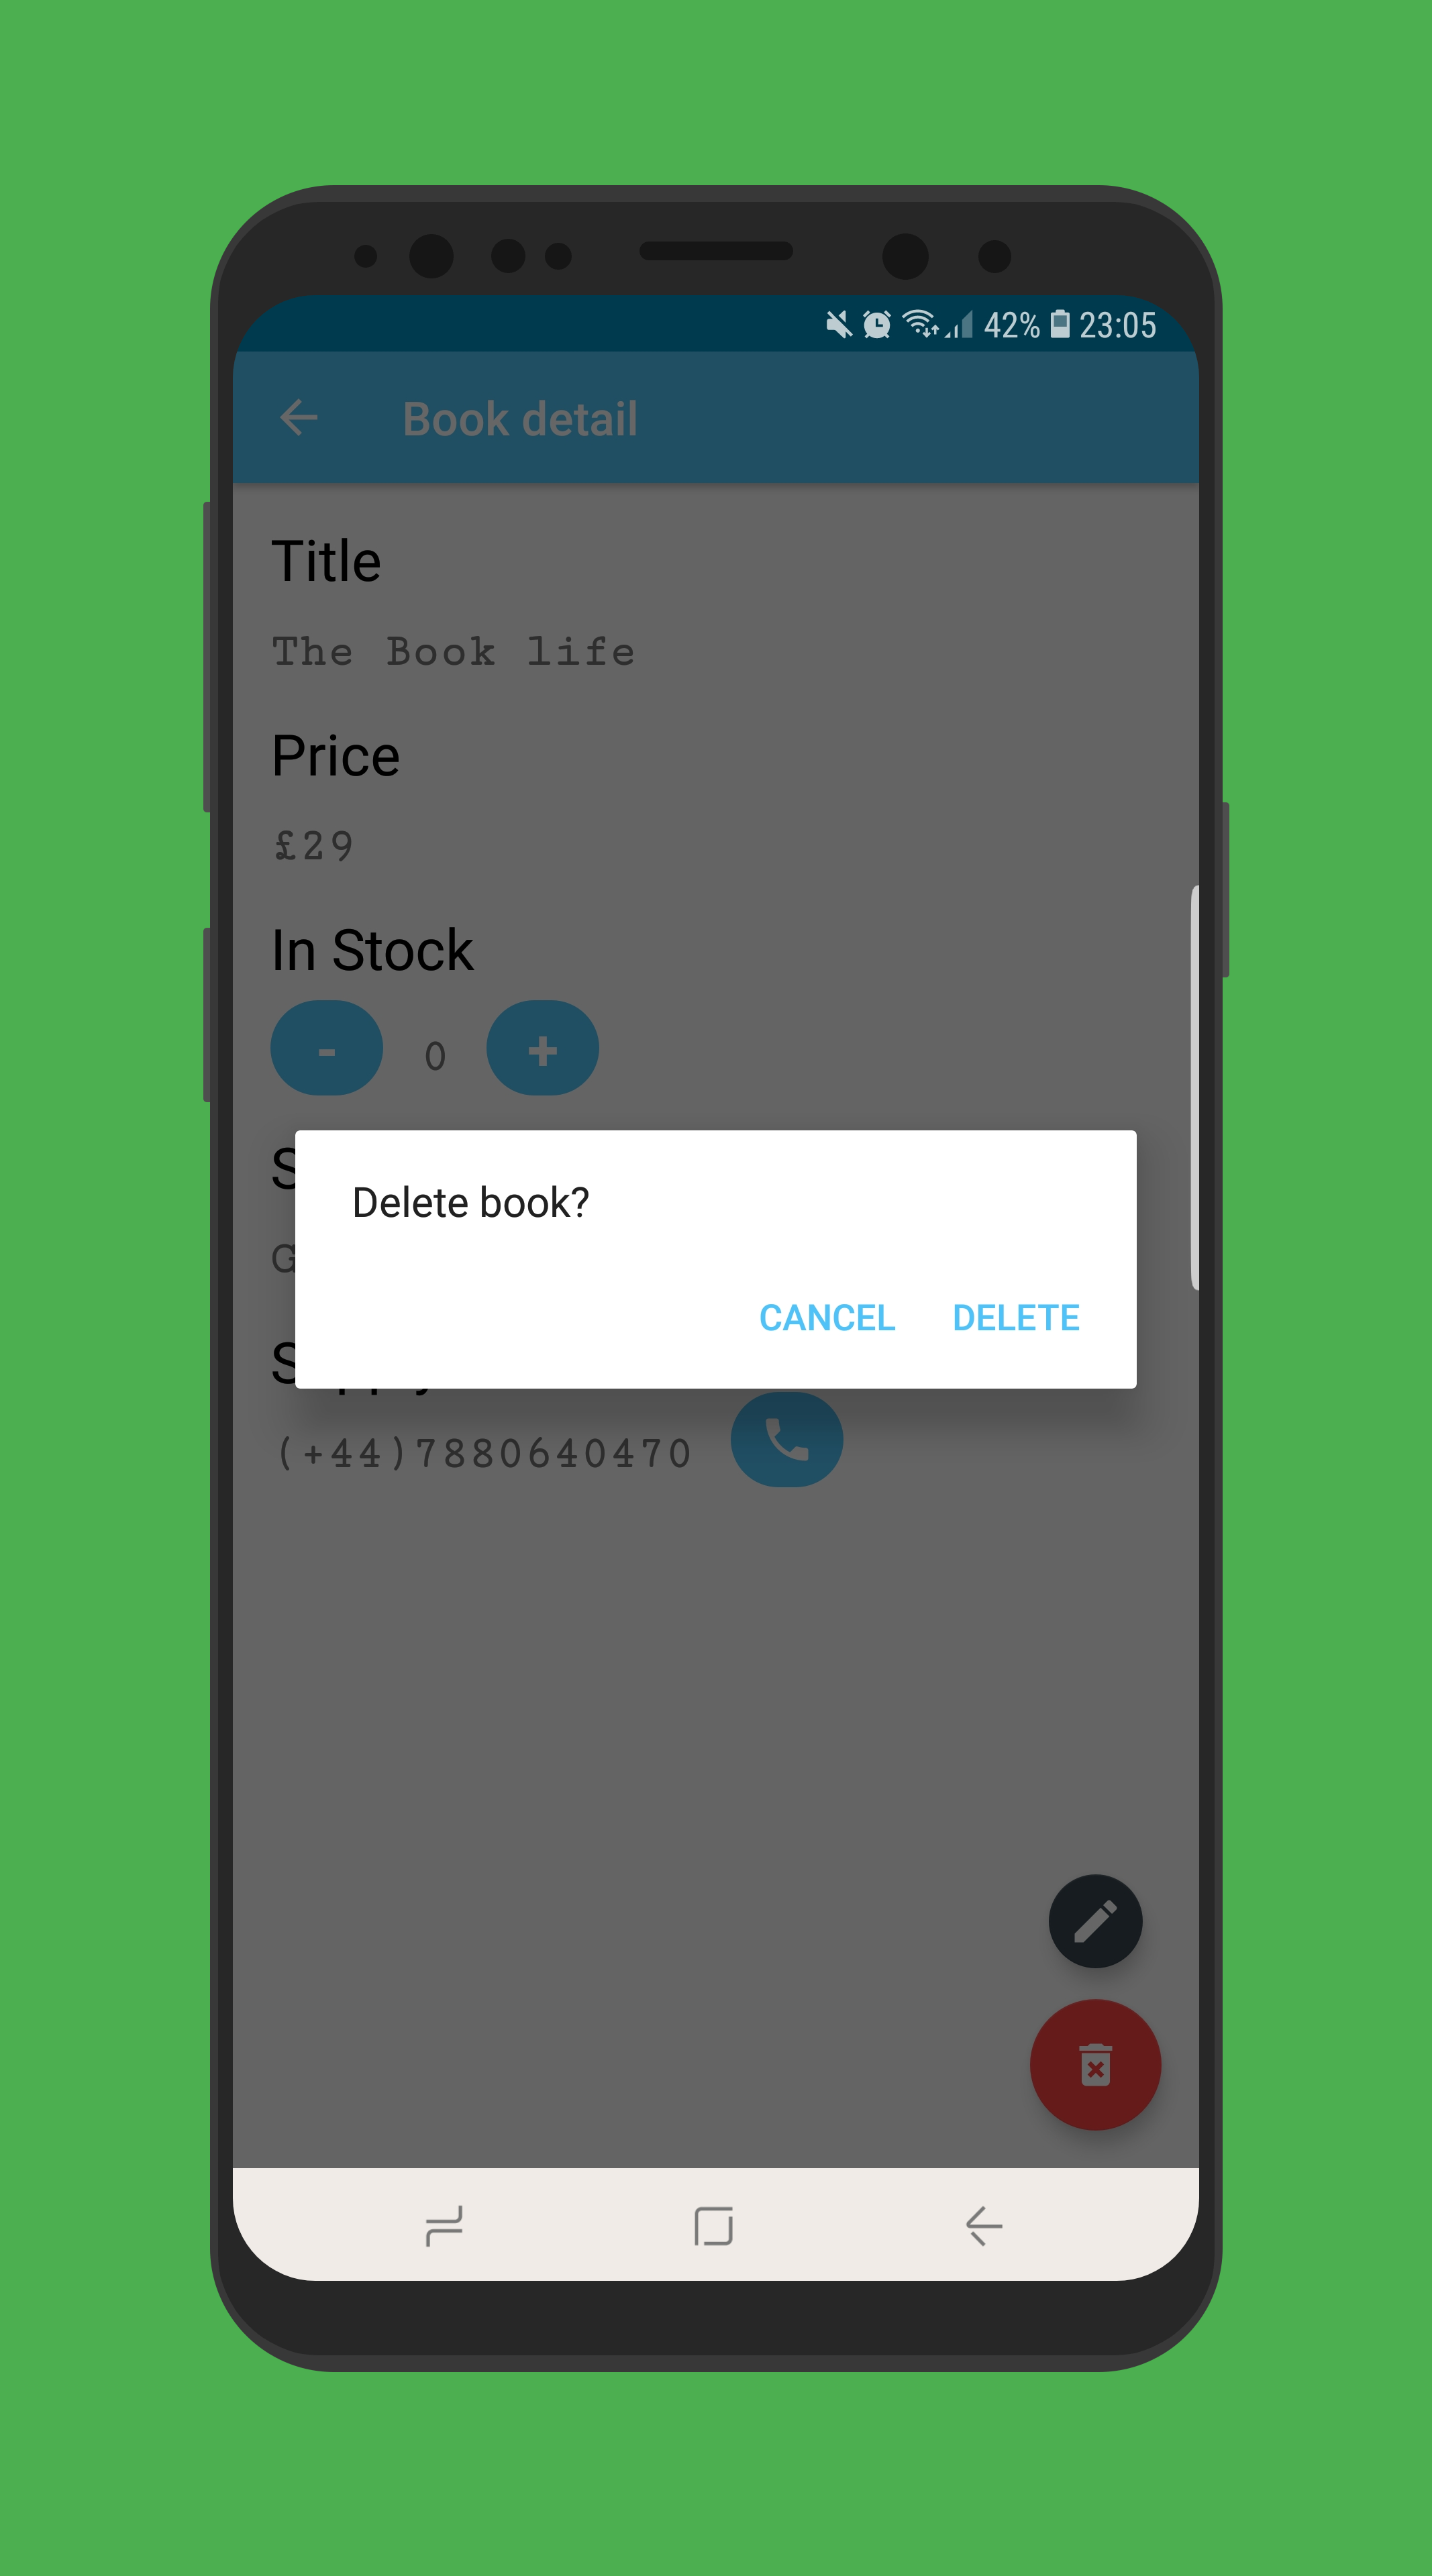 42% 23:05
Book detail
Title
The Book life
Price
£29
In Stock
- 0 +
Delete book?
CANCEL DELETE
(+44)7880640470